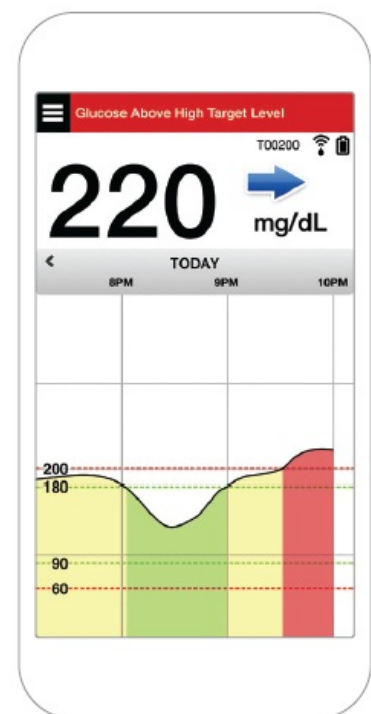 Glucose Above High Target Level
T00200
220
mg/dL
TODAY
8PM 9PM 10PM
200
180
90
60